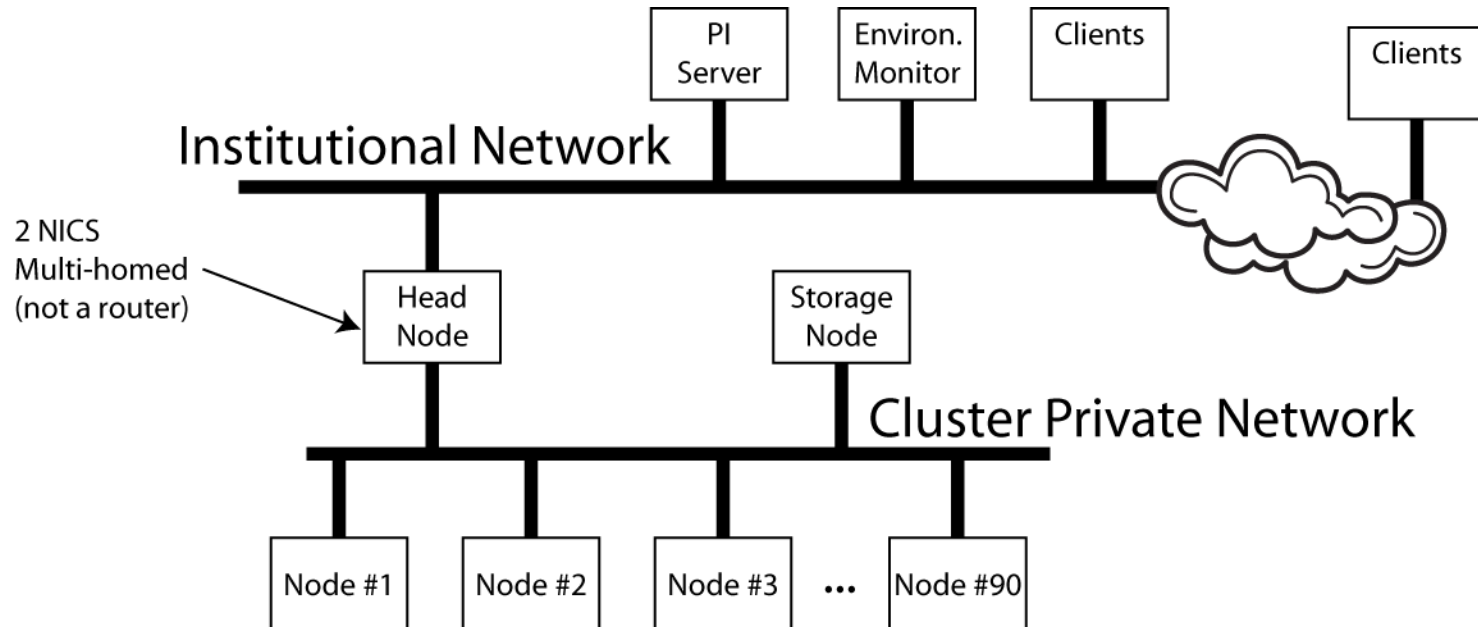 PI
Server
Environ.
Monitor
Clients
Clients
Institutional Network
2 NICS
Multi-homed
(not a router)
Head
Node
Storage
Node
Cluster Private Network
Node #1
Node #2
Node #3
...
Node #90